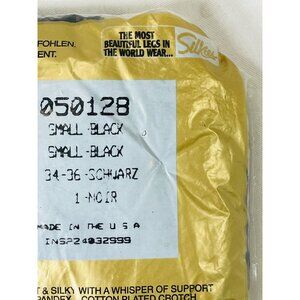 THE MOST
BEAUTIFUL LEGS IN
THE WORLD WEAR...
Silkies
FOHLEN.
ENT.
050128
SMALL-BLACK
SMALL-BLACK
34-36-SCHWARZ
1-NOIR
MADE IN THE U S A
INSP24032999
T & SILKY WITH A WHISPER OF SUPPORT
PANDEX COTTON PLATED CROTCH